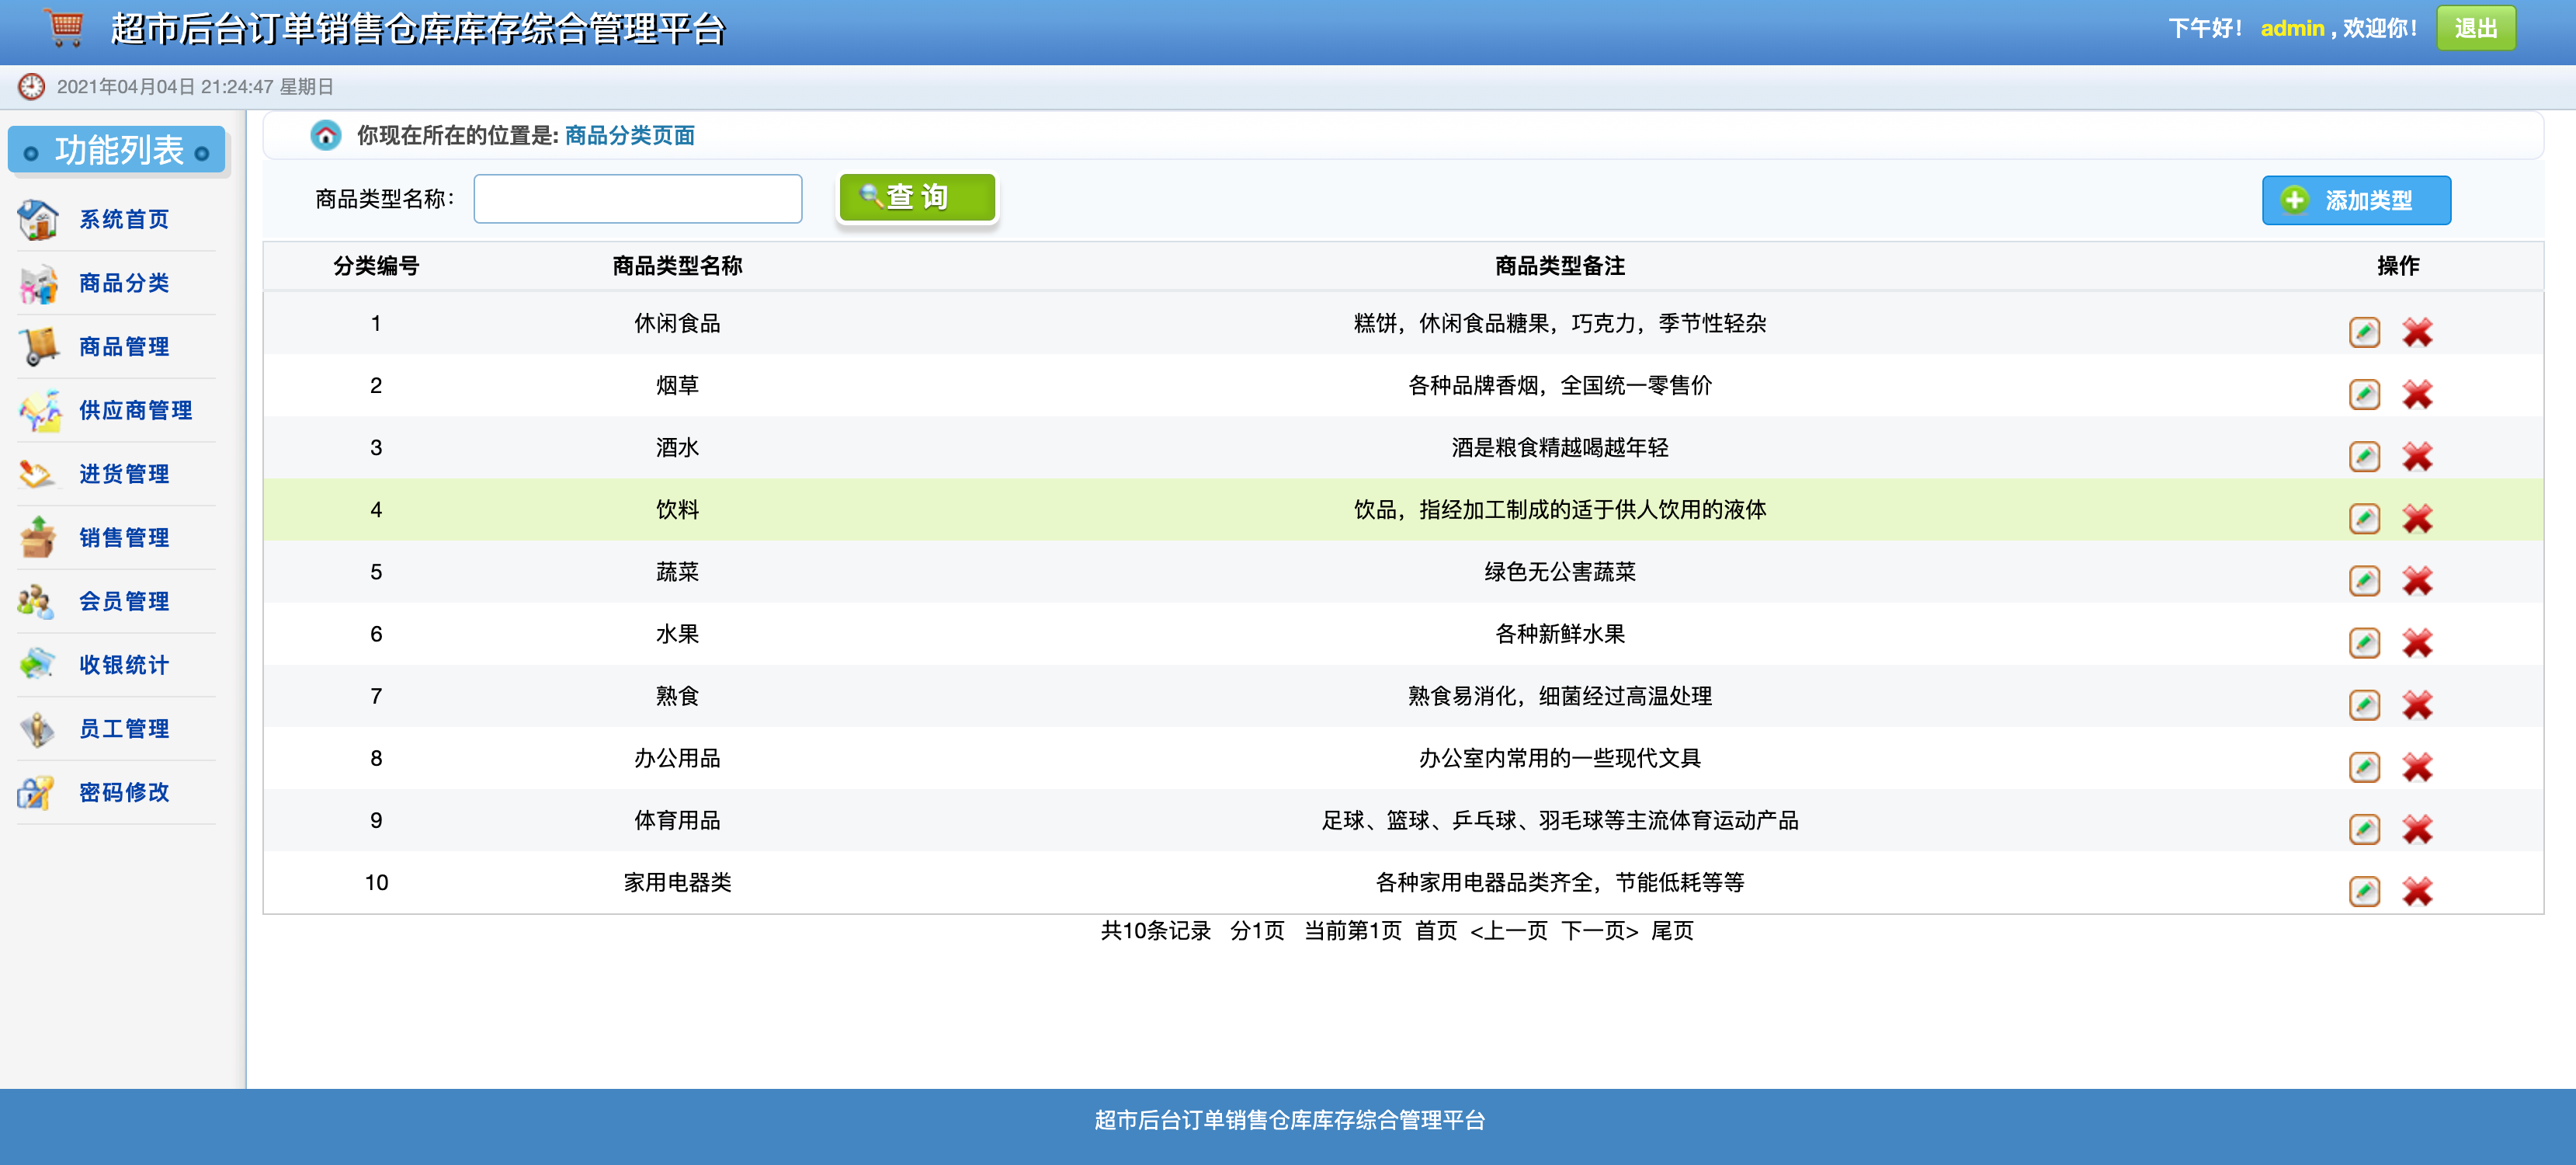 超市后台订单销售仓库库存综合管理平台
下午好！ admin , 欢迎你！ 退出
2021年04月04日 21:24:47 星期日
功能列表
系统首页
商品分类
商品管理
供应商管理
进货管理
销售管理
会员管理
收银统计
员工管理
密码修改
你现在所在的位置是: 商品分类页面
商品类型名称： 查 询 添加类型
分类编号 商品类型名称 商品类型备注 操作
1 休闲食品 糕饼，休闲食品糖果，巧克力，季节性轻杂
2 烟草 各种品牌香烟，全国统一零售价
3 酒水 酒是粮食精越喝越年轻
4 饮料 饮品，指经加工制成的适于供人饮用的液体
5 蔬菜 绿色无公害蔬菜
6 水果 各种新鲜水果
7 熟食 熟食易消化，细菌经过高温处理
8 办公用品 办公室内常用的一些现代文具
9 体育用品 足球、篮球、乒乓球、羽毛球等主流体育运动产品
10 家用电器类 各种家用电器品类齐全，节能低耗等等
共10条记录 分1页 当前第1页 首页 <上一页 下一页> 尾页
超市后台订单销售仓库库存综合管理平台